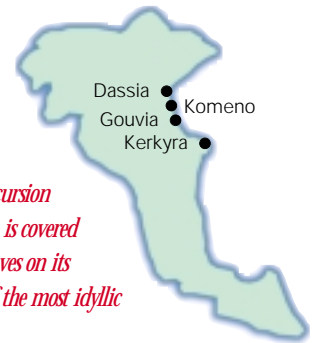 Dassia
Komeno
Gouvia
Kerkyra
cursion
is covered
ves on its
f the most idyllic